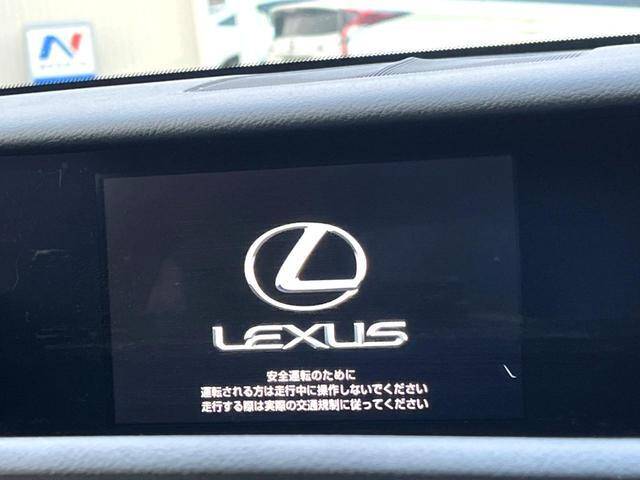 LEXUS
安全運転のために
運転される方は走行中に操作しないでください
走行する際は実際の交通規制に従ってください